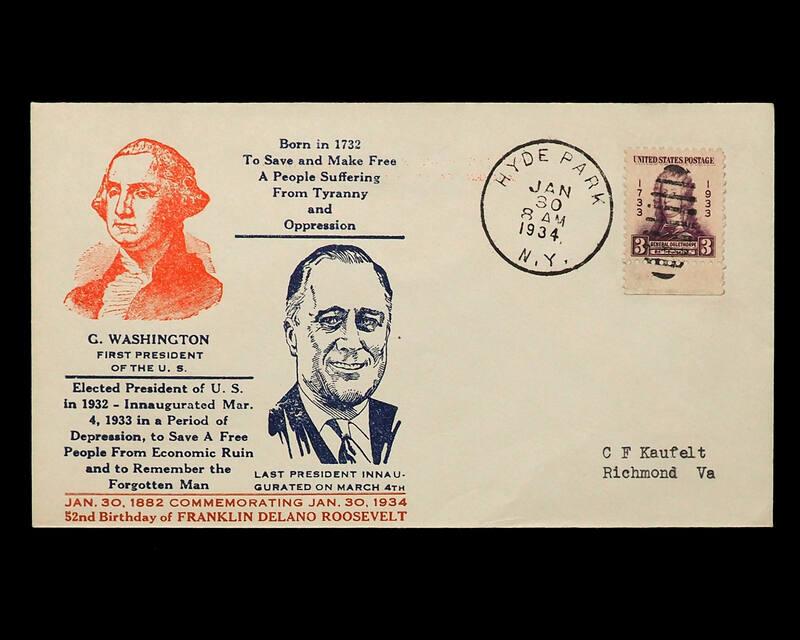 Born in 1732
To Save and Make Free
A People Suffering
From Tyranny
and
Oppression
G. WASHINGTON
FIRST PRESIDENT
OF THE U. S.
Elected President of U. S.
in 1932 - Innaugurated Mar.
4, 1933 in a Period of
Depression, to Save A Free
People From Economic Ruin
and to Remember the
Forgotten Man
LAST PRESIDENT INNAU-
GURATED ON MARCH 4TH
JAN. 30, 1882 COMMEMORATING JAN. 30, 1934
52nd Birthday of FRANKLIN DELANO ROOSEVELT
HYDE PARK
JAN
30
8 AM
1934.
N.Y.
UNITED STATES POSTAGE
1733 1933
3 GENERAL OGLETHORPE 3
C F Kaufelt
Richmond Va